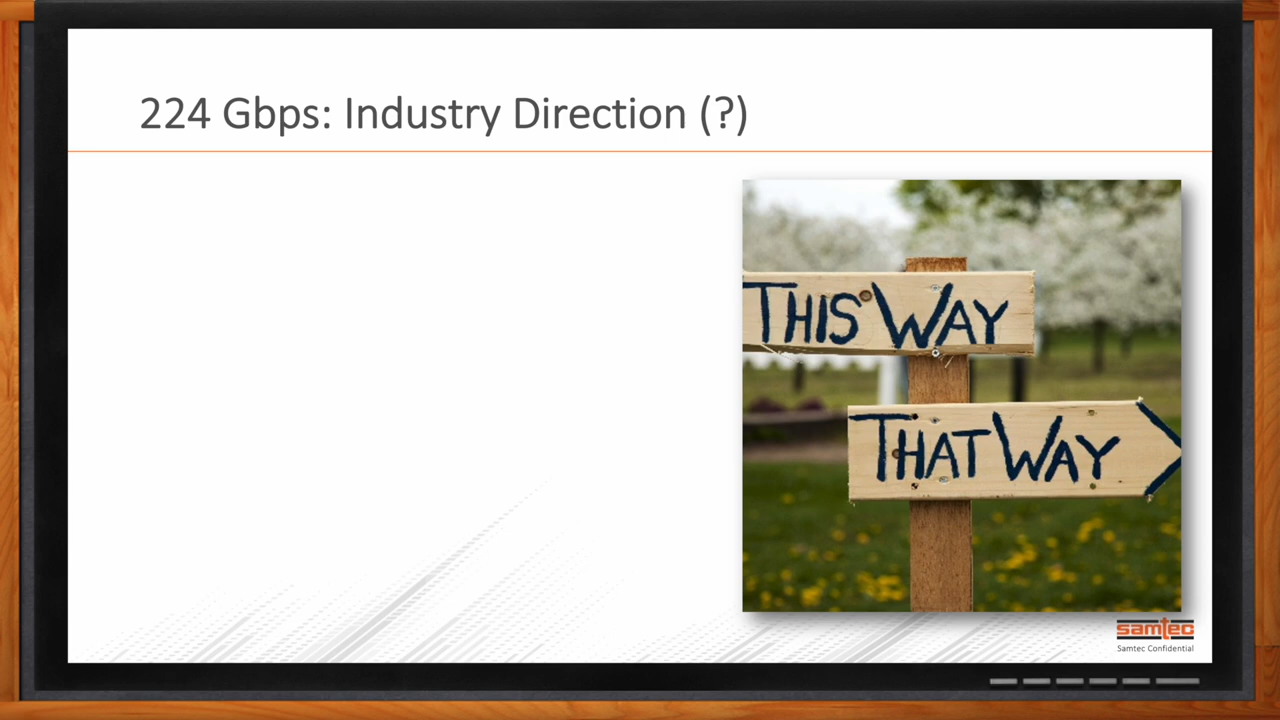 224 Gbps: Industry Direction (?)
THIS WAY
THAT WAY
samtec
Samtec Confidential